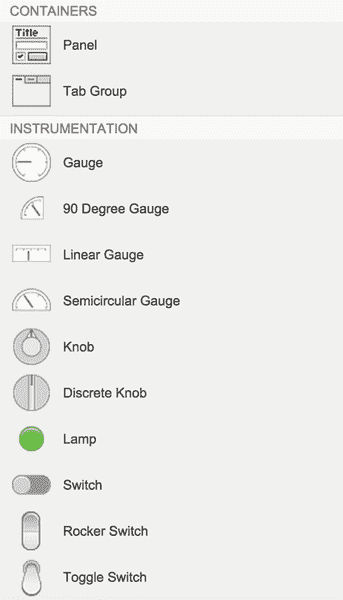 CONTAINERS
Title
Panel
Tab Group
INSTRUMENTATION
Gauge
90 Degree Gauge
Linear Gauge
Semicircular Gauge
Knob
Discrete Knob
Lamp
Switch
Rocker Switch
Toggle Switch